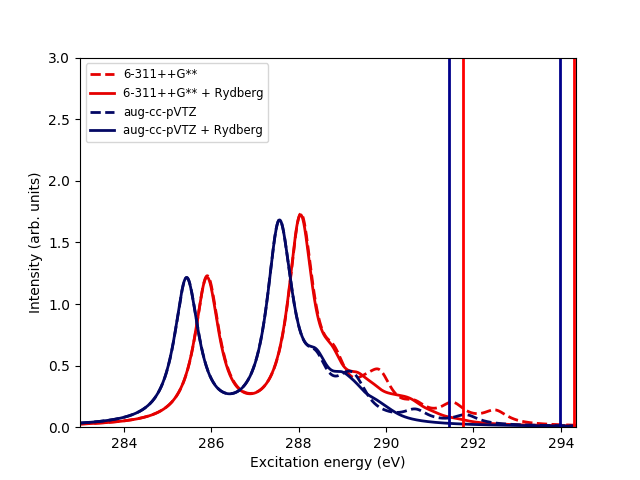 3.0
2.5
2.0
1.5
1.0
0.5
0.0
Intensity (arb. units)
6-311++G**
6-311++G** + Rydberg
aug-cc-pVTZ
aug-cc-pVTZ + Rydberg
284 286 288 290 292 294
Excitation energy (eV)